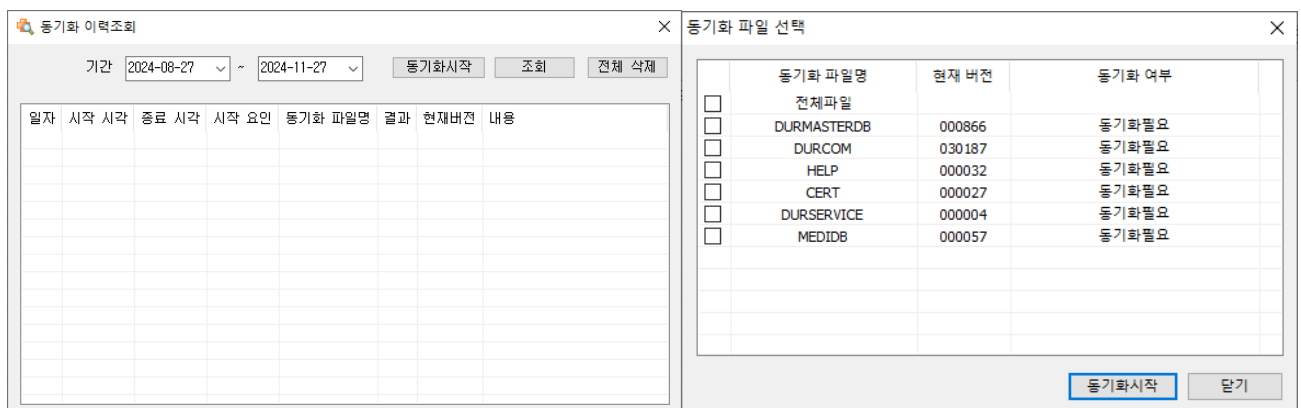 동기화 이력조회
기간 2024-08-27 ~ 2024-11-27 동기화시작 조회 전체 삭제
일자 시작 시각 종료 시각 시작 요인 동기화 파일명 결과 현재버전 내용
동기화 파일 선택
동기화 파일명 현재 버전 동기화 여부
전체파일
DURMASTERDB 000866 동기화필요
DURCOM 030187 동기화필요
HELP 000032 동기화필요
CERT 000027 동기화필요
DURSERVICE 000004 동기화필요
MEDIDB 000057 동기화필요
동기화시작 닫기